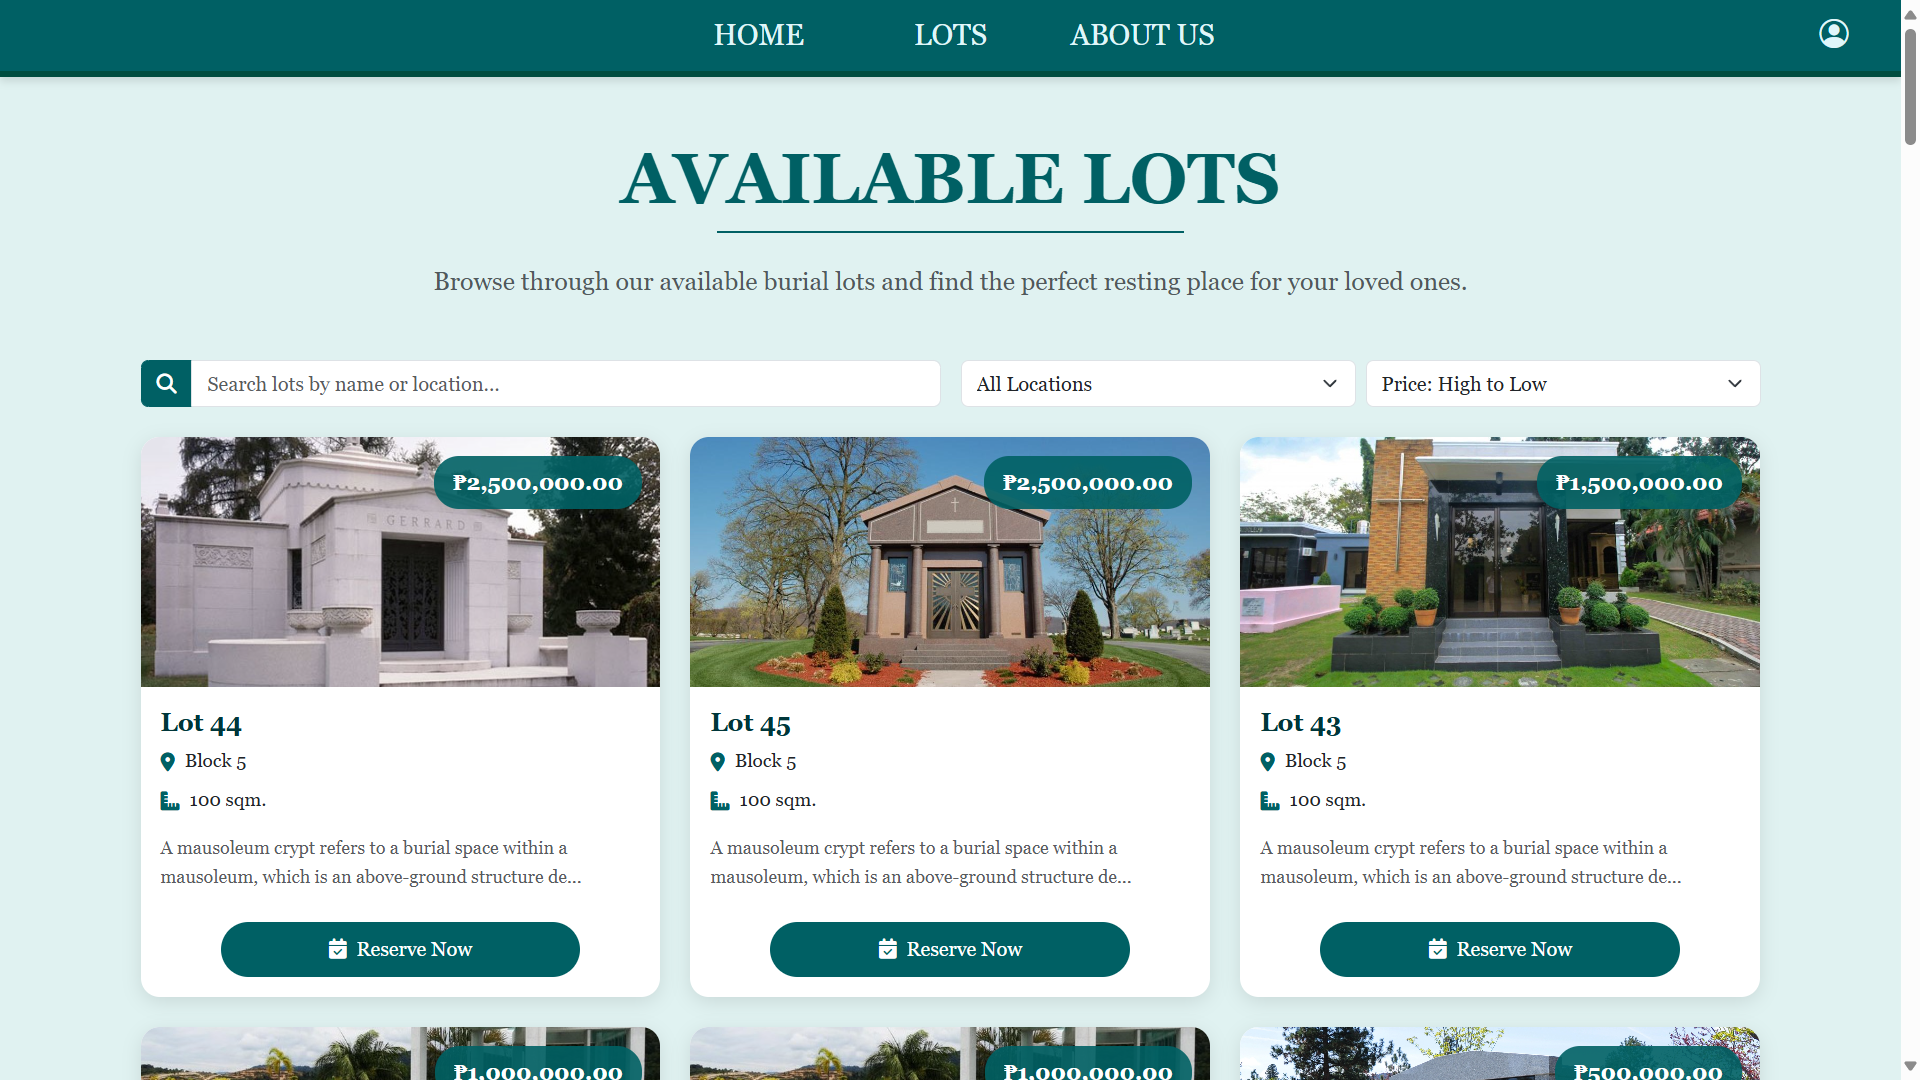 HOME LOTS ABOUT US
AVAILABLE LOTS
Browse through our available burial lots and find the perfect resting place for your loved ones.
Search lots by name or location...
All Locations
Price: High to Low
₱2,500,000.00
GERRARD
Lot 44
Block 5
100 sqm.
A mausoleum crypt refers to a burial space within a
mausoleum, which is an above-ground structure de...
Reserve Now
₱2,500,000.00
Lot 45
Block 5
100 sqm.
A mausoleum crypt refers to a burial space within a
mausoleum, which is an above-ground structure de...
Reserve Now
₱1,500,000.00
Lot 43
Block 5
100 sqm.
A mausoleum crypt refers to a burial space within a
mausoleum, which is an above-ground structure de...
Reserve Now
₱1,000,000.00
₱1,000,000.00
₱500,000.00